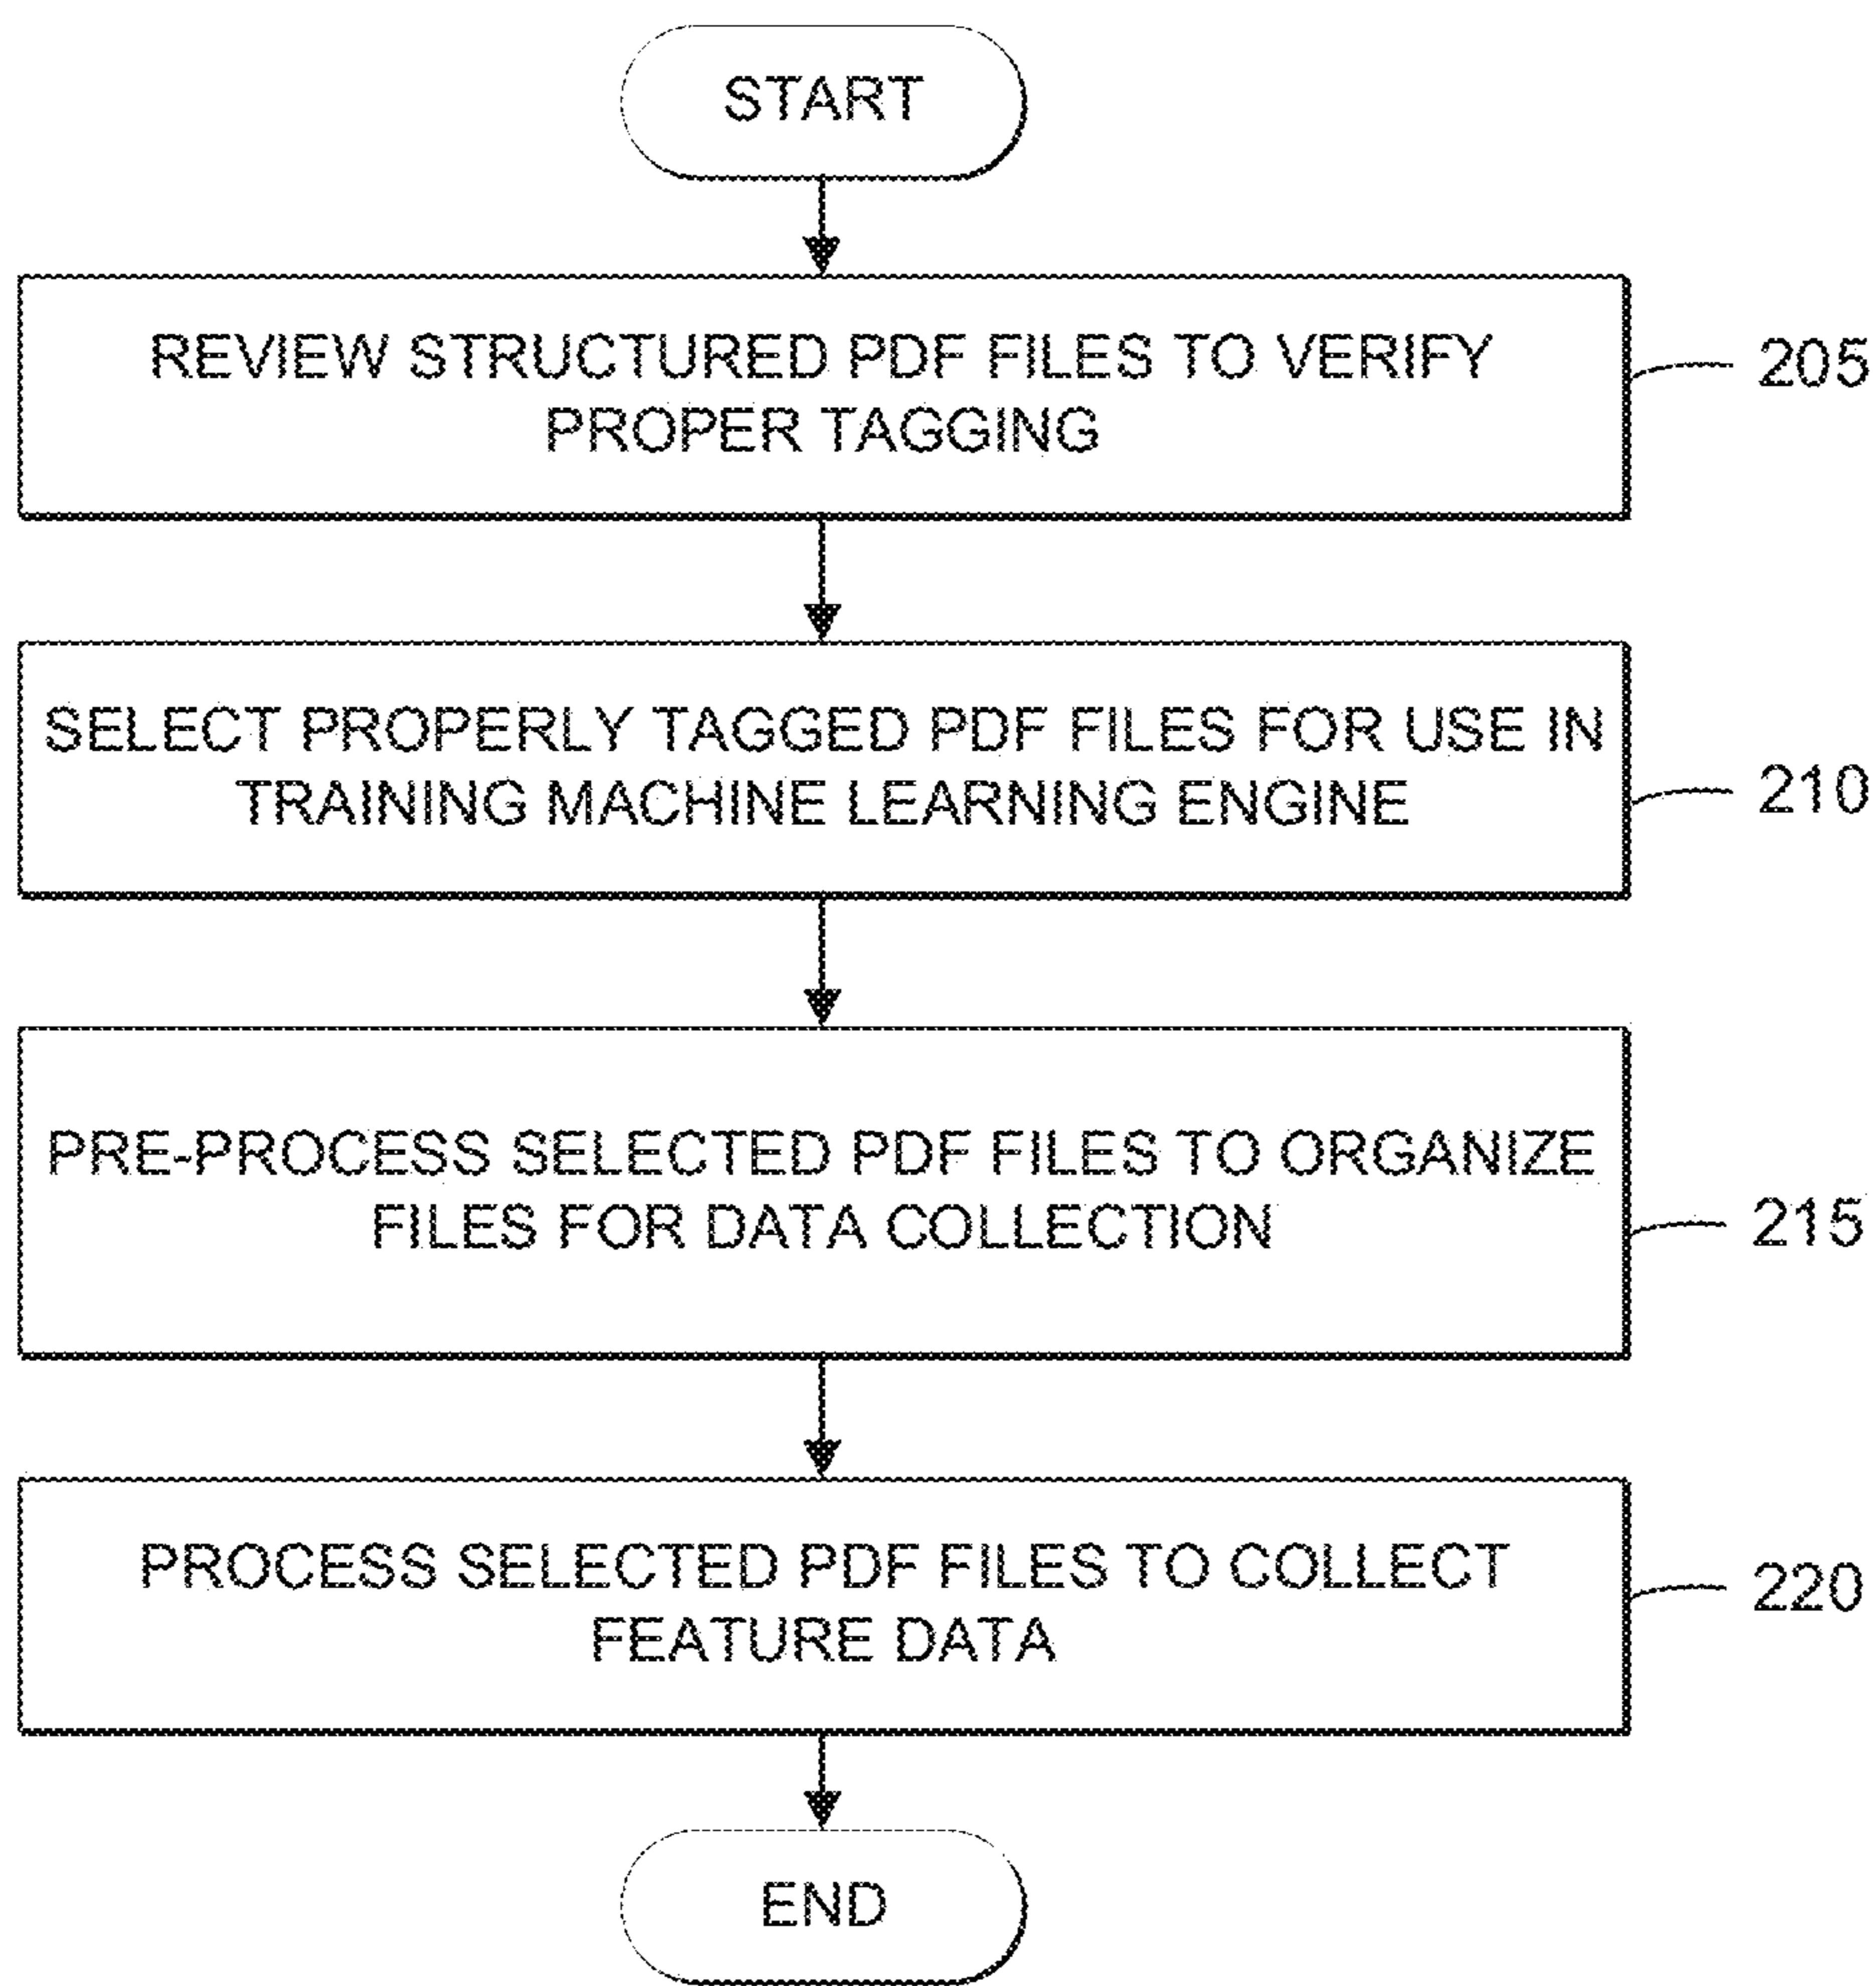 START
REVIEW STRUCTURED PDF FILES TO VERIFY
PROPER TAGGING
205
SELECT PROPERLY TAGGED PDF FILES FOR USE IN
TRAINING MACHINE LEARNING ENGINE
210
PRE-PROCESS SELECTED PDF FILES TO ORGANIZE
FILES FOR DATA COLLECTION
215
PROCESS SELECTED PDF FILES TO COLLECT
FEATURE DATA
220
END